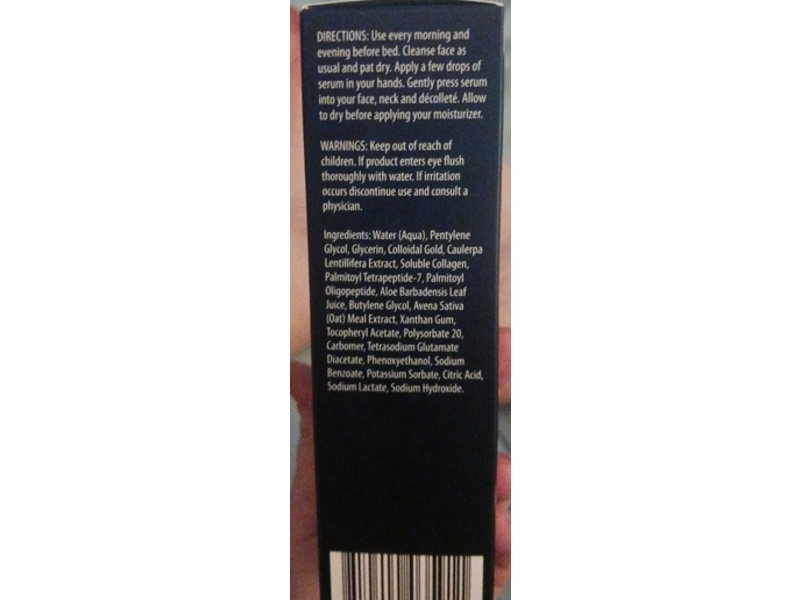 DIRECTIONS: Use every morning and
evening before bed. Cleanse face as
usual and pat dry. Apply a few drops of
serum in your hands. Gently press serum
into your face, neck and décolleté. Allow
to dry before applying your moisturizer.
WARNINGS: Keep out of reach of
children. If product enters eye flush
thoroughly with water. If irritation
occurs discontinue use and consult a
physician.
Ingredients: Water (Aqua), Pentylene
Glycol, Glycerin, Colloidal Gold, Caulerpa
Lentillifera Extract, Soluble Collagen,
Palmitoyl Tetrapeptide-7, Palmitoyl
Oligopeptide, Aloe Barbadensis Leaf
Juice, Butylene Glycol, Avena Sativa
(Oat) Meal Extract, Xanthan Gum,
Tocopheryl Acetate, Polysorbate 20,
Carbomer, Tetrasodium Glutamate
Diacetate, Phenoxyethanol, Sodium
Benzoate, Potassium Sorbate, Citric Acid,
Sodium Lactate, Sodium Hydroxide.